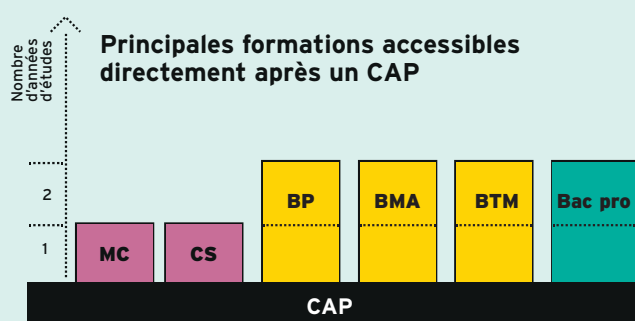 Nombre
d'années
d'études
Principales formations accessibles
directement après un CAP
2
1
MC
CS
BP
BMA
BTM
Bac pro
CAP